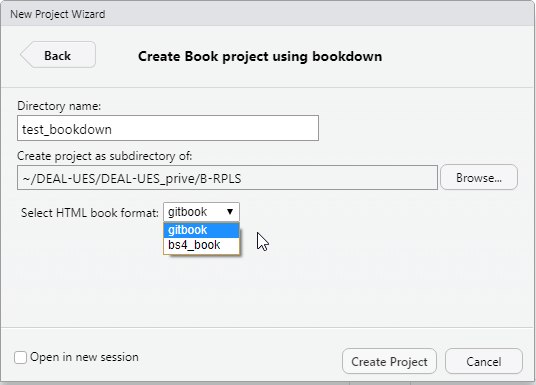 New Project Wizard
Back
Create Book project using bookdown
Directory name:
test_bookdown
Create project as subdirectory of:
~/DEAL-UES/DEAL-UES_prive/B-RPLS
Browse...
Select HTML book format: gitbook
gitbook
bs4_book
Open in new session
Create Project
Cancel